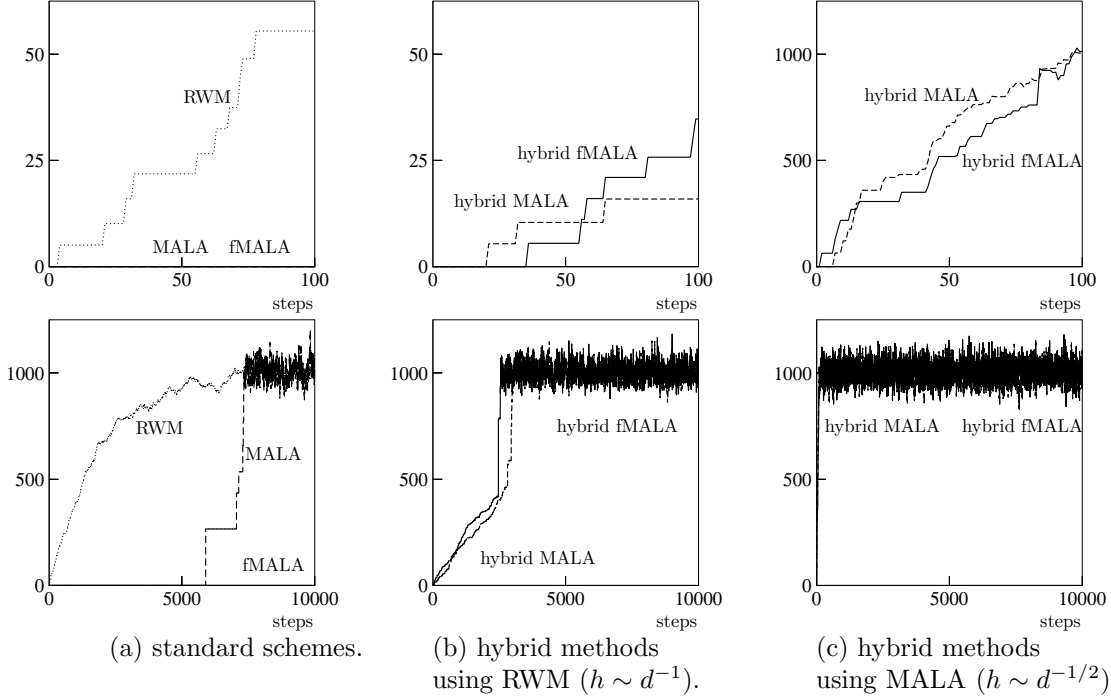 50
25
0
RWM
MALA fMALA
0 50 100
steps
50
25
0
hybrid fMALA
hybrid MALA
0 50 100
steps
1000
500
0
hybrid MALA
hybrid fMALA
0 50 100
steps
1000
500
0
RWM
MALA
fMALA
0 5000 10000
steps
1000
500
0
hybrid fMALA
hybrid MALA
0 5000 10000
steps
1000
500
0
hybrid MALA hybrid fMALA
0 5000 10000
steps
(a) standard schemes.
(b) hybrid methods
using RWM (h ∼ d⁻¹).
(c) hybrid methods
using MALA (h ∼ d⁻¹/²)